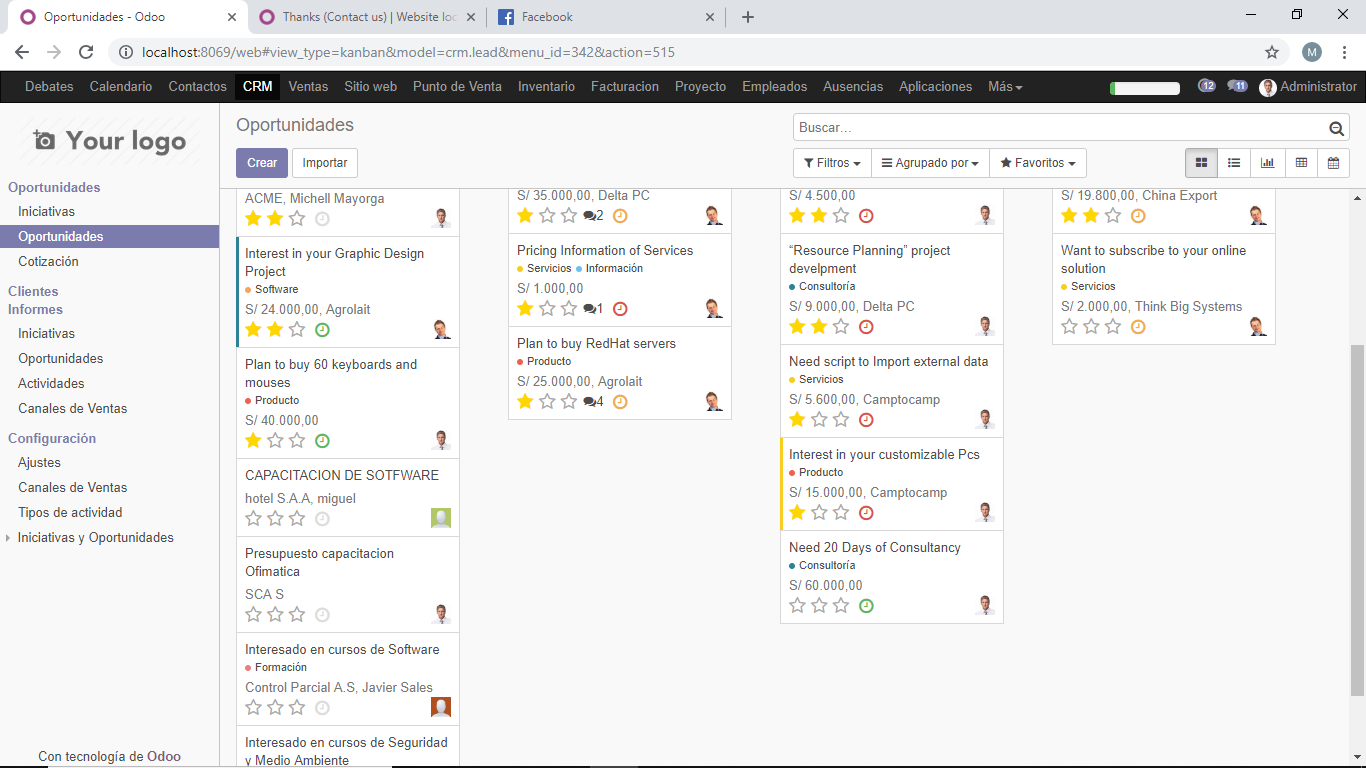 Oportunidades - Odoo
Thanks (Contact us) | Website loc
Facebook
localhost:8069/web#view_type=kanban&model=crm.lead&menu_id=342&action=515
M
Debates Calendario Contactos CRM Ventas Sitio web Punto de Venta Inventario Facturacion Proyecto Empleados Ausencias Aplicaciones Más 12 11 Administrator
Your logo
Oportunidades
Iniciativas
Oportunidades
Cotización
Clientes
Informes
Iniciativas
Oportunidades
Actividades
Canales de Ventas
Configuración
Ajustes
Canales de Ventas
Tipos de actividad
Iniciativas y Oportunidades
Con tecnología de Odoo
Oportunidades
Buscar...
Crear Importar
Filtros Agrupado por Favoritos
ACME, Michell Mayorga
Interest in your Graphic Design
Project
Software
S/ 24.000,00, Agrolait
Plan to buy 60 keyboards and
mouses
Producto
S/ 40.000,00
CAPACITACION DE SOTFWARE
hotel S.A.A, miguel
Presupuesto capacitacion
Ofimatica
SCA S
Interesado en cursos de Software
Formación
Control Parcial A.S, Javier Sales
Interesado en cursos de Seguridad
y Medio Ambiente
S/ 35.000,00, Delta PC
2
Pricing Information of Services
Servicios Información
S/ 1.000,00
1
Plan to buy RedHat servers
Producto
S/ 25.000,00, Agrolait
4
S/ 4.500,00
“Resource Planning” project
develpment
Consultoría
S/ 9.000,00, Delta PC
Need script to Import external data
Servicios
S/ 5.600,00, Camptocamp
Interest in your customizable Pcs
Producto
S/ 15.000,00, Camptocamp
Need 20 Days of Consultancy
Consultoría
S/ 60.000,00
S/ 19.800,00, China Export
Want to subscribe to your online
solution
Servicios
S/ 2.000,00, Think Big Systems